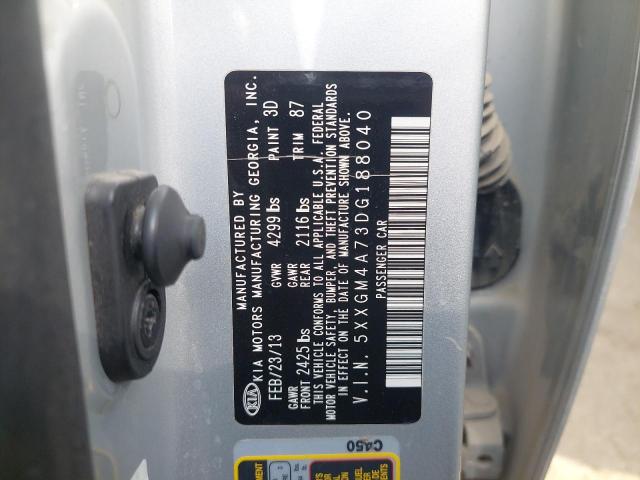 KIA
MANUFACTURED BY
KIA MOTORS MANUFACTURING GEORGIA, INC.
FEB/23/13 GVWR 4299 lbs PAINT 3D
GAWR FRONT 2425 lbs GAWR REAR 2116 lbs TRIM 87
THIS VEHICLE CONFORMS TO ALL APPLICABLE U.S.A. FEDERAL
MOTOR VEHICLE SAFETY, BUMPER, AND THEFT PREVENTION STANDARDS
IN EFFECT ON THE DATE OF MANUFACTURE SHOWN ABOVE.
V.I.N. 5XXGM4A73DG188040
PASSENGER CAR
C450